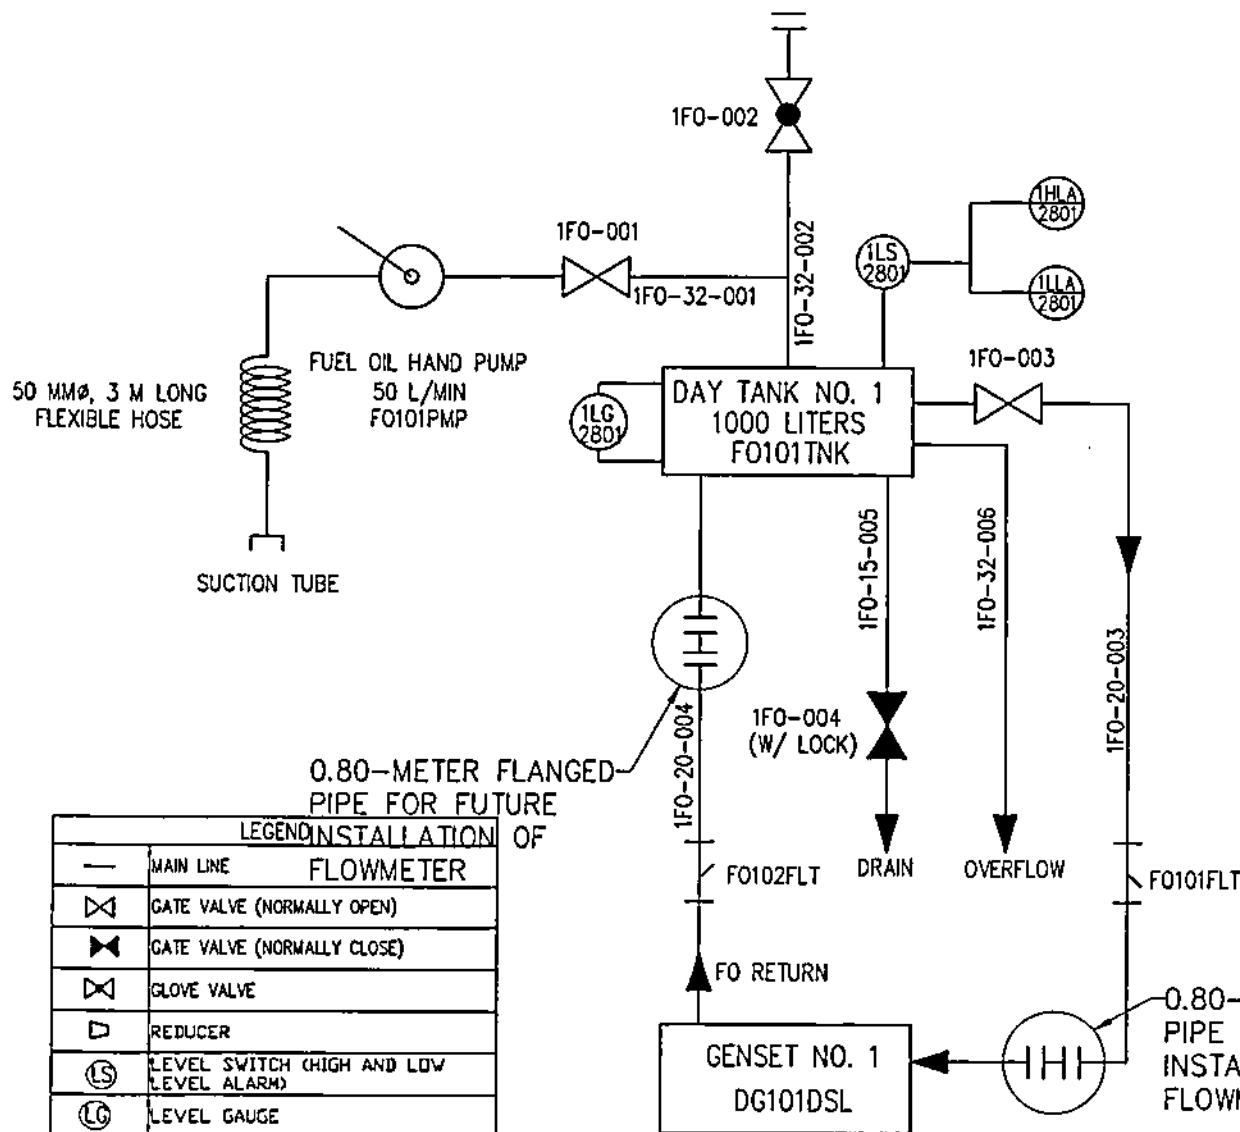 1FO-002
1HLA
2801
1FO-001
1LS
2801
1FO-32-002
1FO-32-001
1LLA
2801
1FO-003
FUEL OIL HAND PUMP
50 L/MIN
FO101PMP
50 MMØ, 3 M LONG
FLEXIBLE HOSE
1LG
2801
DAY TANK NO. 1
1000 LITERS
FO101TNK
SUCTION TUBE
1FO-15-005
1FO-32-006
1FO-20-003
1FO-20-004
1FO-004
(W/ LOCK)
0.80-METER FLANGED
PIPE FOR FUTURE
INSTALLATION OF
FLOWMETER
FO102FLT
DRAIN
OVERFLOW
FO101FLT
FO RETURN
GENSET NO. 1
DG101DSL
0.80-
PIPE
INSTA
FLOWM
LEGEND
MAIN LINE
GATE VALVE (NORMALLY OPEN)
GATE VALVE (NORMALLY CLOSE)
GLOVE VALVE
REDUCER
LS
LEVEL SWITCH (HIGH AND LOW
LEVEL ALARM)
LG
LEVEL GAUGE